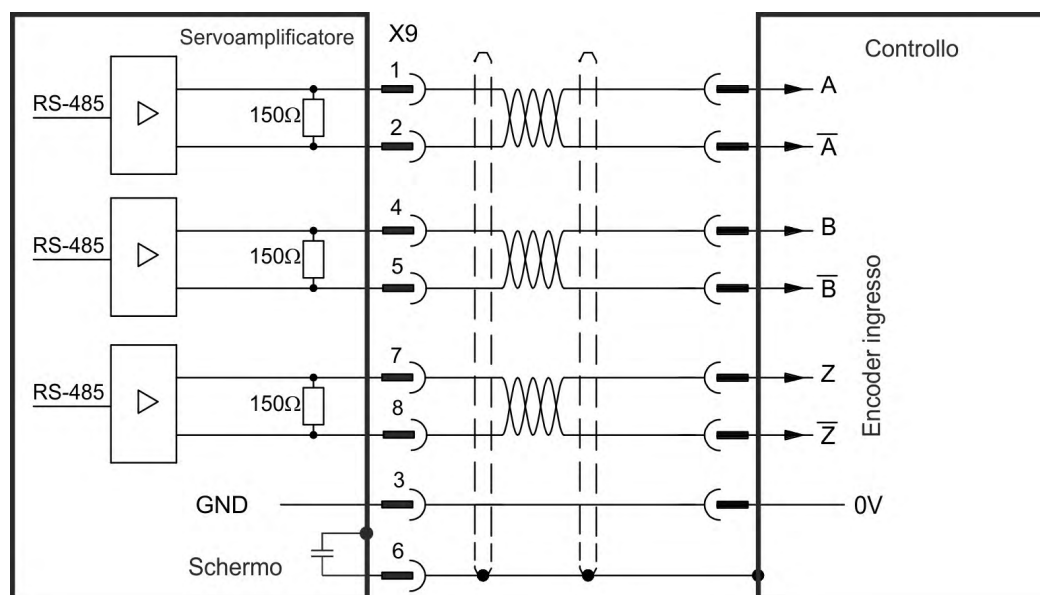 Servoamplificatore
X9
Controllo
1
A
RS-485
150Ω
2
A̅
4
B
RS-485
150Ω
5
B̅
7
Z
RS-485
150Ω
8
Z̅
Encoder ingresso
3
GND
0V
6
Schermo